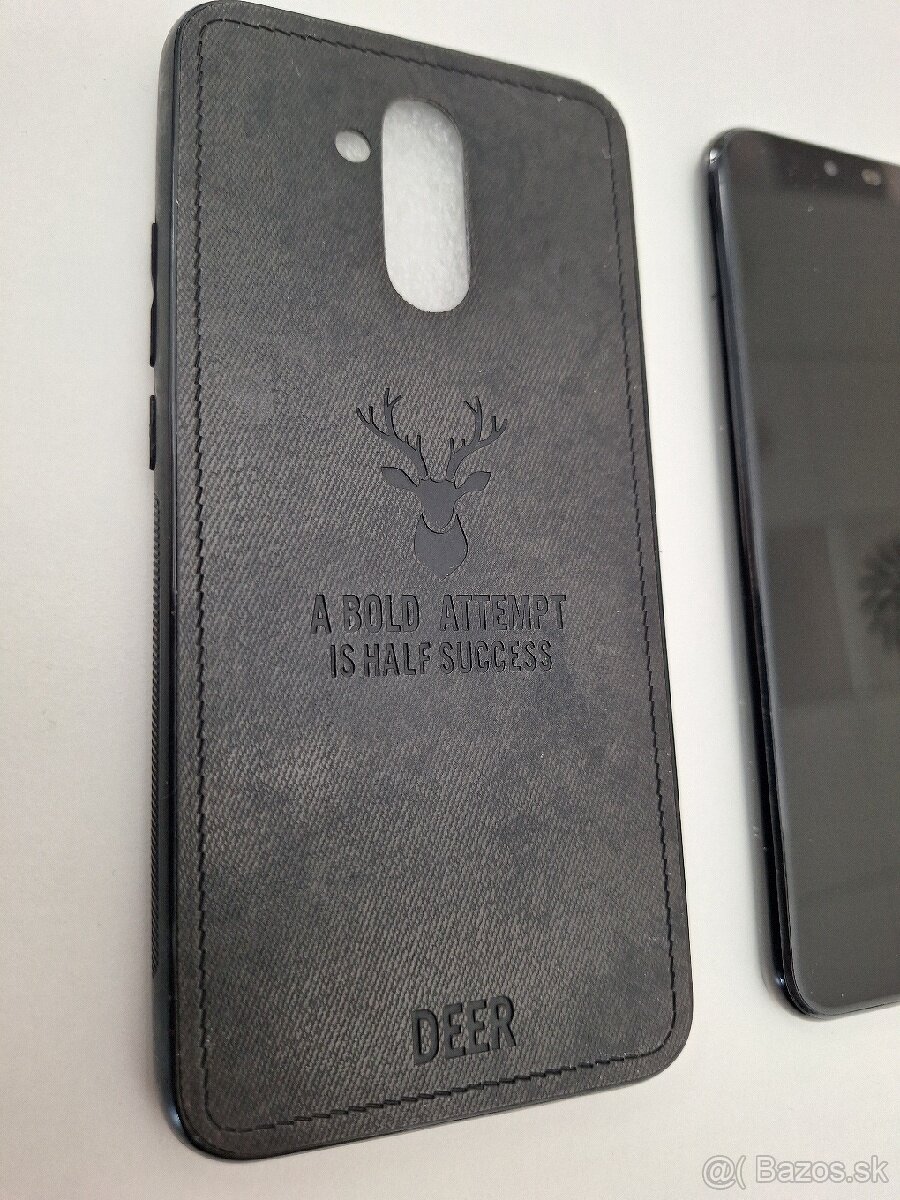 A BOLD ATTEMPT
IS HALF SUCCESS
DEER
@( Bazos.sk